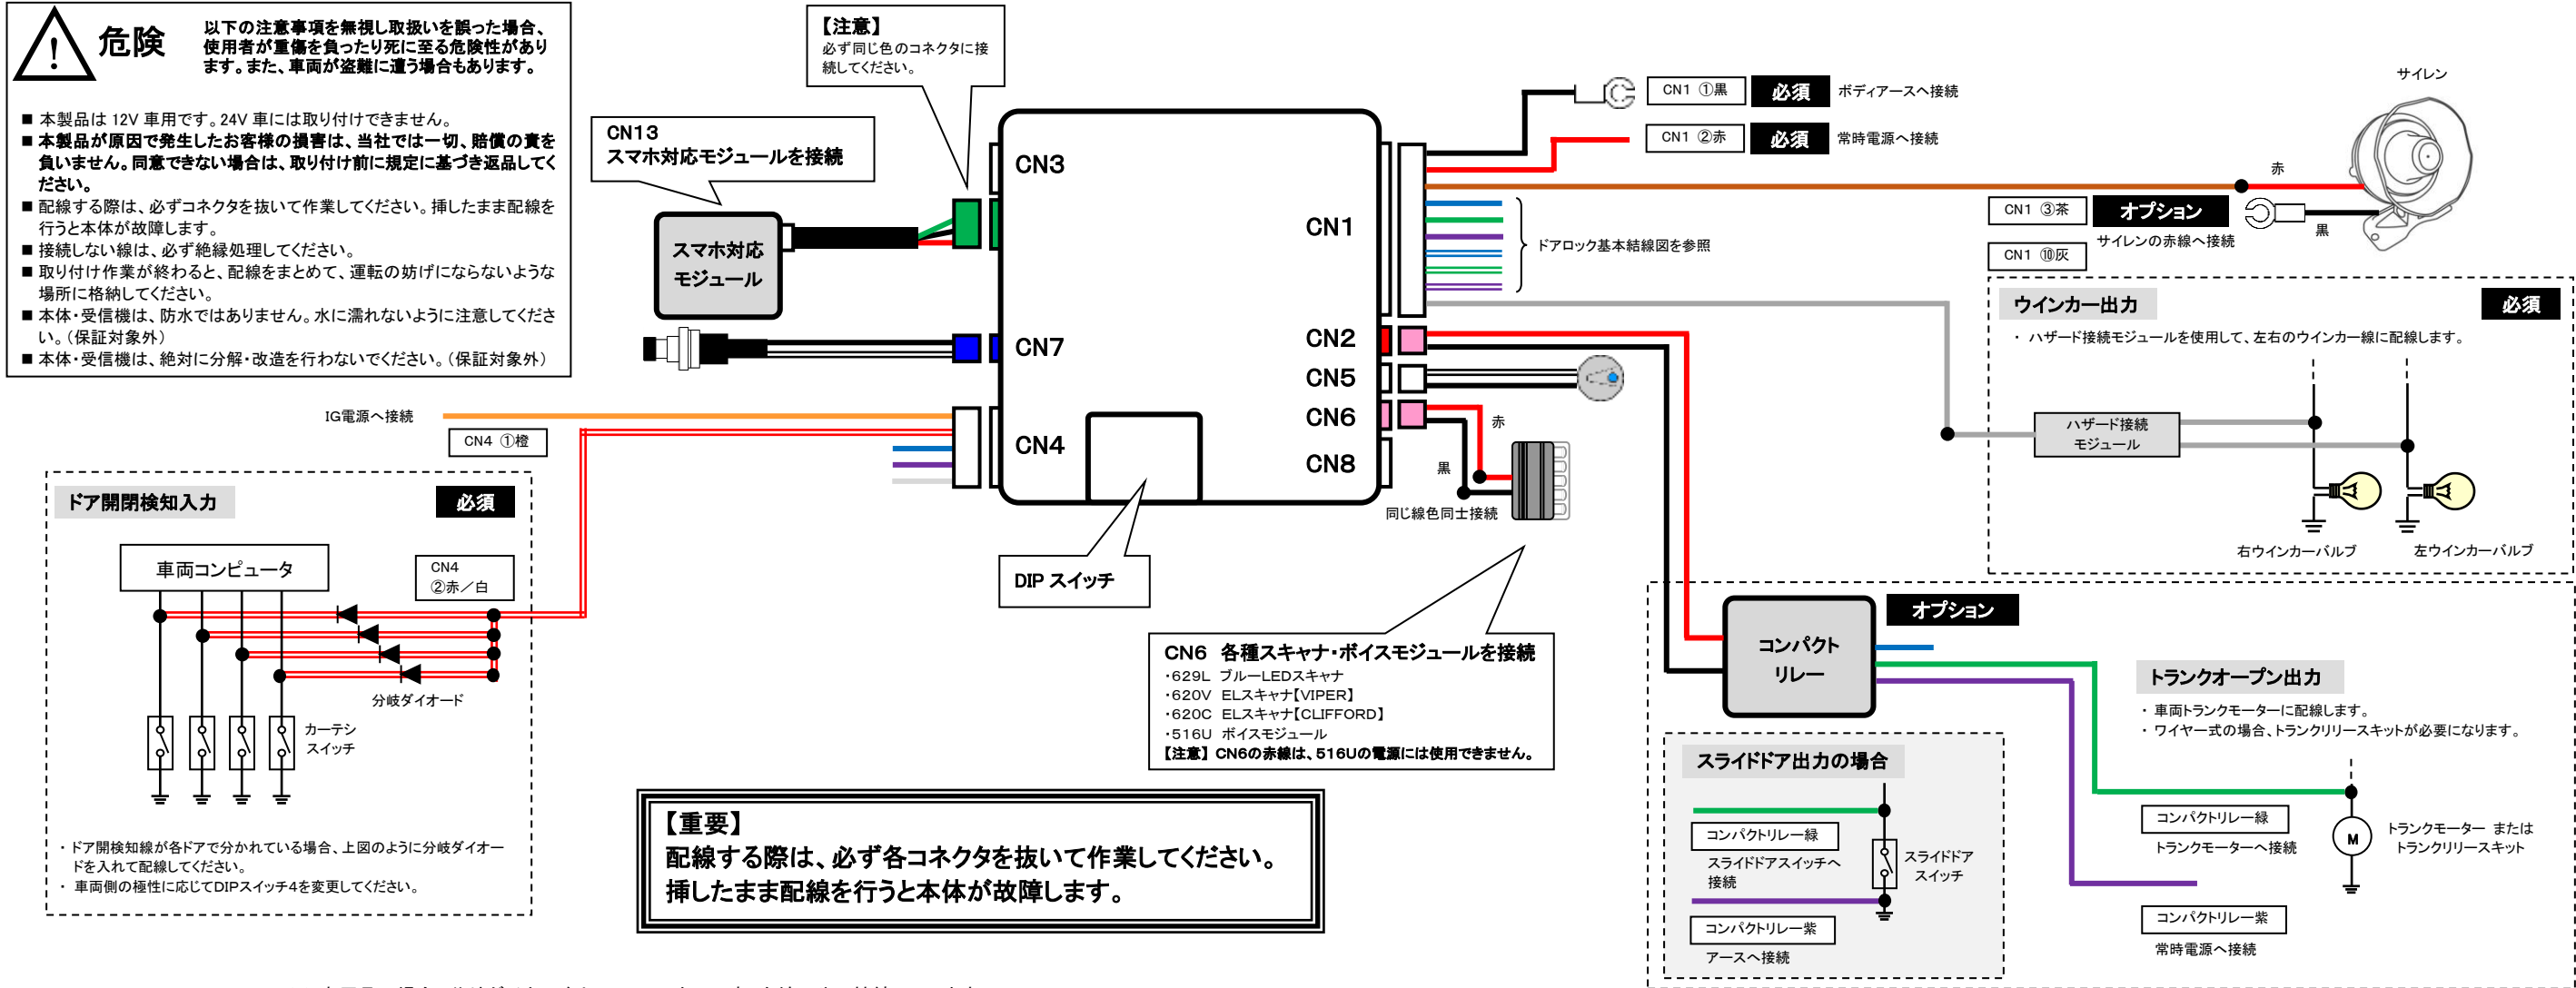 危険
以下の注意事項を無視し取扱いを誤った場合、
使用者が重傷を負ったり死に至る危険性があり
ます。また、車両が盗難に遭う場合もあります。
■ 本製品は 12V 車用です。24V 車には取り付けできません。
■ 本製品が原因で発生したお客様の損害は、当社では一切、賠償の責を
負いません。同意できない場合は、取り付け前に規定に基づき返品してく
ださい。
■ 配線する際は、必ずコネクタを抜いて作業してください。挿したまま配線を
行うと本体が故障します。
■ 接続しない線は、必ず絶縁処理してください。
■ 取り付け作業が終わると、配線をまとめて、運転の妨げにならないような
場所に格納してください。
■ 本体・受信機は、防水ではありません。水に濡れないように注意してくださ
い。（保証対象外）
■ 本体・受信機は、絶対に分解・改造を行わないでください。（保証対象外）
【注意】
必ず同じ色のコネクタに接
続してください。
CN13
スマホ対応モジュールを接続
スマホ対応
モジュール
CN3
CN7
CN4
CN1
CN2
CN5
CN6
CN8
DIP スイッチ
CN1 ①黒
必須
ボディアースへ接続
CN1 ②赤
必須
常時電源へ接続
ドアロック基本結線図を参照
サイレン
赤
黒
CN1 ③茶
オプション
サイレンの赤線へ接続
CN1 ⑩灰
ウインカー出力
必須
・ ハザード接続モジュールを使用して、左右のウインカー線に配線します。
ハザード接続
モジュール
右ウインカーバルブ
左ウインカーバルブ
赤
黒
同じ線色同士接続
IG電源へ接続
CN4 ①橙
ドア開閉検知入力
必須
車両コンピュータ
CN4
②赤／白
分岐ダイオード
カーテシ
スイッチ
・ ドア開検知線が各ドアで分かれている場合、上図のように分岐ダイオー
ドを入れて配線してください。
・ 車両側の極性に応じてDIPスイッチ4を変更してください。
CN6 各種スキャナ・ボイスモジュールを接続
・629L ブルーLEDスキャナ
・620V ELスキャナ【VIPER】
・620C ELスキャナ【CLIFFORD】
・516U ボイスモジュール
【注意】 CN6の赤線は、516Uの電源には使用できません。
【重要】
配線する際は、必ず各コネクタを抜いて作業してください。
挿したまま配線を行うと本体が故障します。
コンパクト
リレー
オプション
トランクオープン出力
・ 車両トランクモーターに配線します。
・ ワイヤー式の場合、トランクリリースキットが必要になります。
スライドドア出力の場合
コンパクトリレー緑
スライドドアスイッチへ
接続
スライドドア
スイッチ
コンパクトリレー紫
アースへ接続
コンパクトリレー緑
トランクモーターへ接続
M
トランクモーター または
トランクリリースキット
コンパクトリレー紫
常時電源へ接続